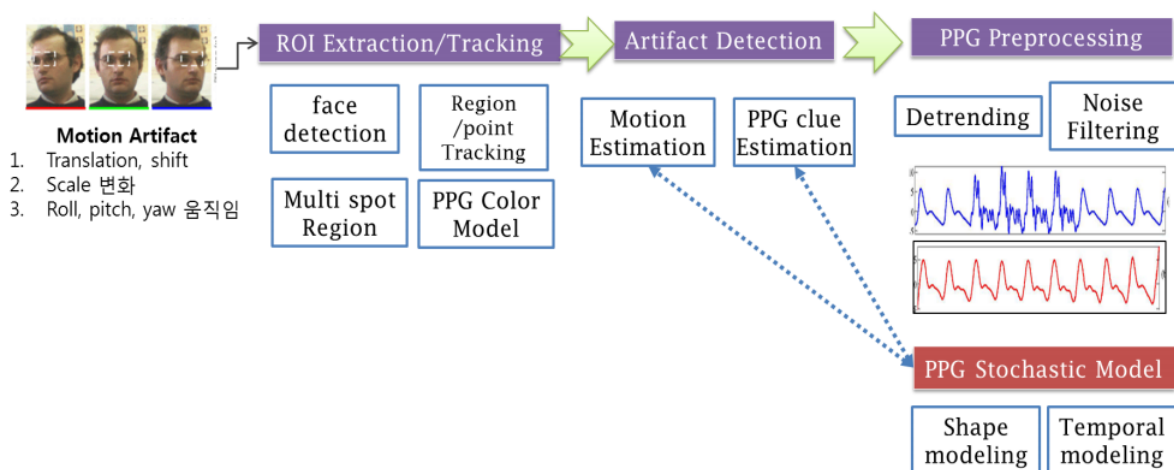 ROI Extraction/Tracking
Artifact Detection
PPG Preprocessing
Motion Artifact
1. Translation, shift
2. Scale 변화
3. Roll, pitch, yaw 움직임
face
detection
Region
/point
Tracking
Multi spot
Region
PPG Color
Model
Motion
Estimation
PPG clue
Estimation
Detrending
Noise
Filtering
PPG Stochastic Model
Shape
modeling
Temporal
modeling